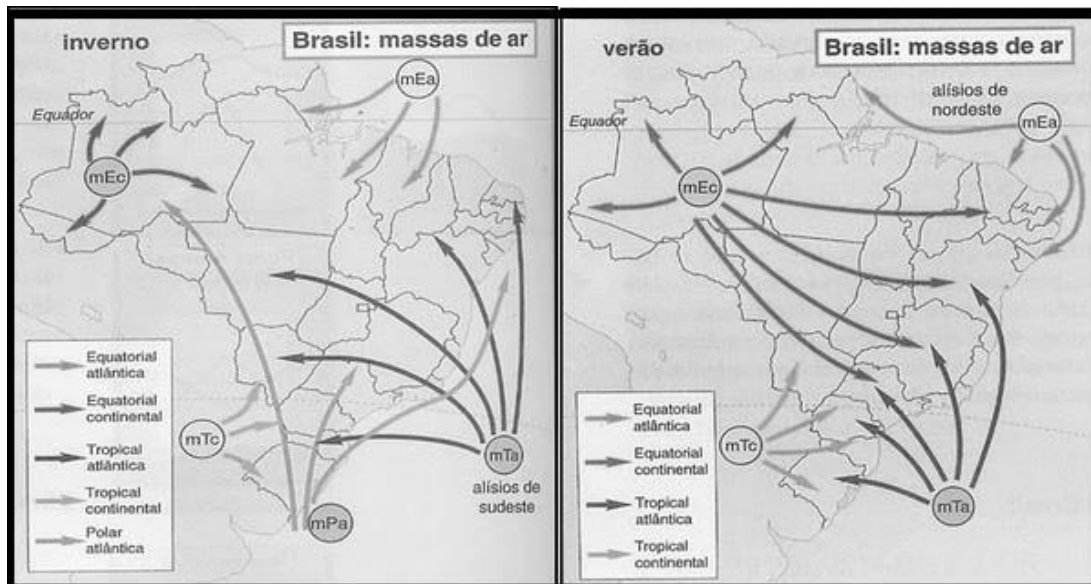 inverno
Brasil: massas de ar
mEa
Equador
mEc
mTc
mTa
alísios de
sudeste
mPa
Equatorial
atlântica
Equatorial
continental
Tropical
atlântica
Tropical
continental
Polar
atlântica
verão
Brasil: massas de ar
alísios de
nordeste
Equador
mEa
mEc
mTc
mTa
Equatorial
atlântica
Equatorial
continental
Tropical
atlântica
Tropical
continental